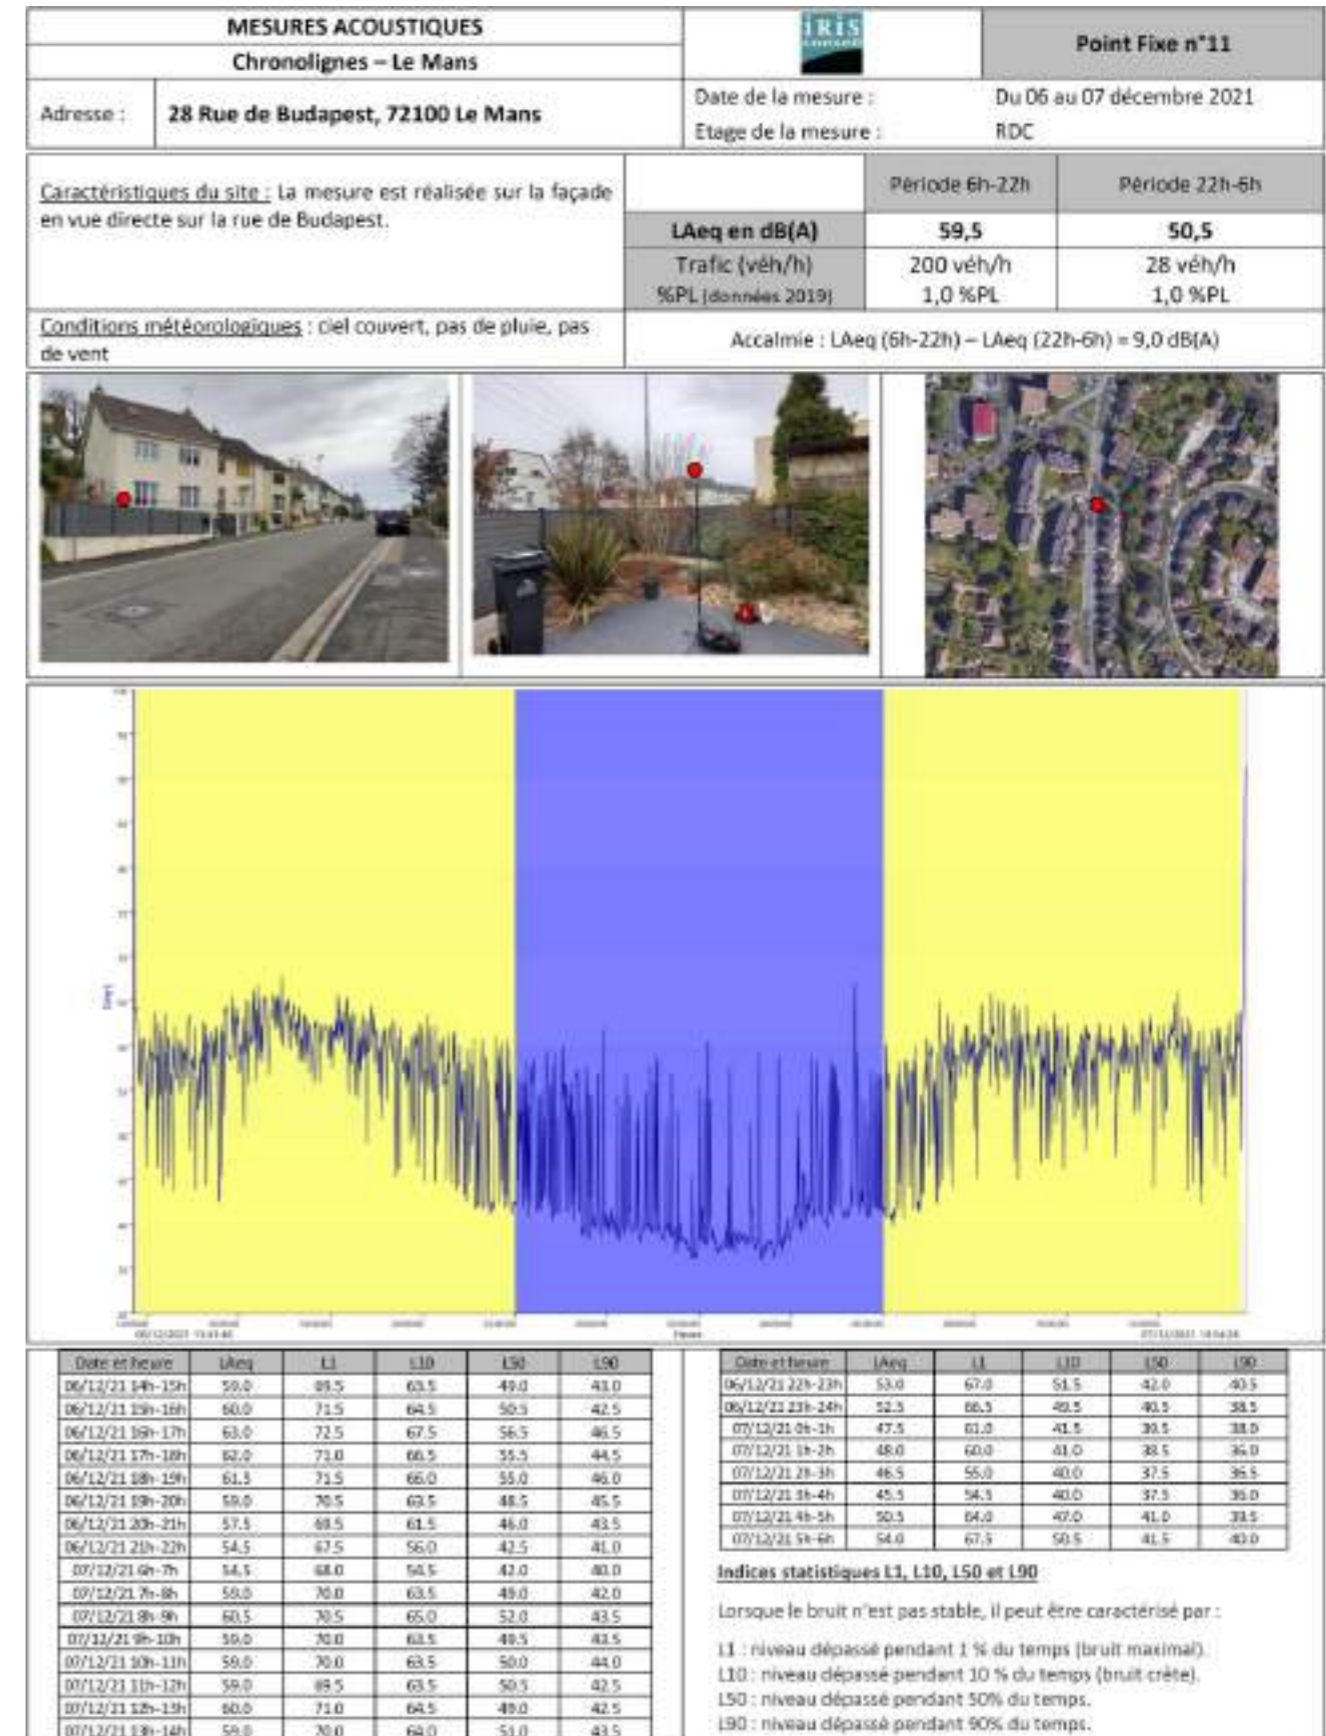 MESURES ACOUSTIQUES
Chronolignes – Le Mans
iRiS
conseil
Point Fixe n°11
Adresse :
28 Rue de Budapest, 72100 Le Mans
Date de la mesure :
Du 06 au 07 décembre 2021
Etage de la mesure :
RDC
Caractéristiques du site : La mesure est réalisée sur la façade
en vue directe sur la rue de Budapest.
Période 6h-22h
Période 22h-6h
LAeq en dB(A)
59,5
50,5
Trafic (véh/h)
200 véh/h
28 véh/h
%PL (données 2019)
1,0 %PL
1,0 %PL
Conditions météorologiques : ciel couvert, pas de pluie, pas
de vent
Accalmie : LAeq (6h-22h) – LAeq (22h-6h) = 9,0 dB(A)
Date et heure LAeq L1 L10 L50 L90
06/12/21 14h-15h 59.0 69.5 63.5 49.0 43.0
06/12/21 15h-16h 60.0 71.5 64.5 50.5 42.5
06/12/21 16h-17h 63.0 72.5 67.5 56.5 46.5
06/12/21 17h-18h 62.0 71.0 66.5 55.5 44.5
06/12/21 18h-19h 61.5 71.5 66.0 55.0 46.0
06/12/21 19h-20h 59.0 70.5 63.5 48.5 45.5
06/12/21 20h-21h 57.5 69.5 61.5 46.0 43.5
06/12/21 21h-22h 54.5 67.5 56.0 42.5 41.0
07/12/21 6h-7h 54.5 68.0 54.5 42.0 40.0
07/12/21 7h-8h 59.0 70.0 63.5 49.0 42.0
07/12/21 8h-9h 60.5 70.5 65.0 52.0 43.5
07/12/21 9h-10h 59.0 70.0 63.5 49.5 43.5
07/12/21 10h-11h 59.0 70.0 63.5 50.0 44.0
07/12/21 11h-12h 59.0 69.5 63.5 50.5 42.5
07/12/21 12h-13h 60.0 71.0 64.5 49.0 42.5
07/12/21 13h-14h 59.0 70.0 64.0 51.0 43.5
Date et heure LAeq L1 L10 L50 L90
06/12/21 22h-23h 53.0 67.0 51.5 42.0 40.5
06/12/21 23h-24h 52.5 66.5 49.5 40.5 38.5
07/12/21 0h-1h 47.5 61.0 41.5 39.5 38.0
07/12/21 1h-2h 48.0 60.0 41.0 38.5 36.0
07/12/21 2h-3h 46.5 55.0 40.0 37.5 36.5
07/12/21 3h-4h 45.5 54.5 40.0 37.5 36.0
07/12/21 4h-5h 50.5 64.0 47.0 41.0 39.5
07/12/21 5h-6h 54.0 67.5 50.5 41.5 40.0
Indices statistiques L1, L10, L50 et L90
Lorsque le bruit n'est pas stable, il peut être caractérisé par :
L1 : niveau dépassé pendant 1 % du temps (bruit maximal).
L10 : niveau dépassé pendant 10 % du temps (bruit crête).
L50 : niveau dépassé pendant 50% du temps.
L90 : niveau dépassé pendant 90% du temps.